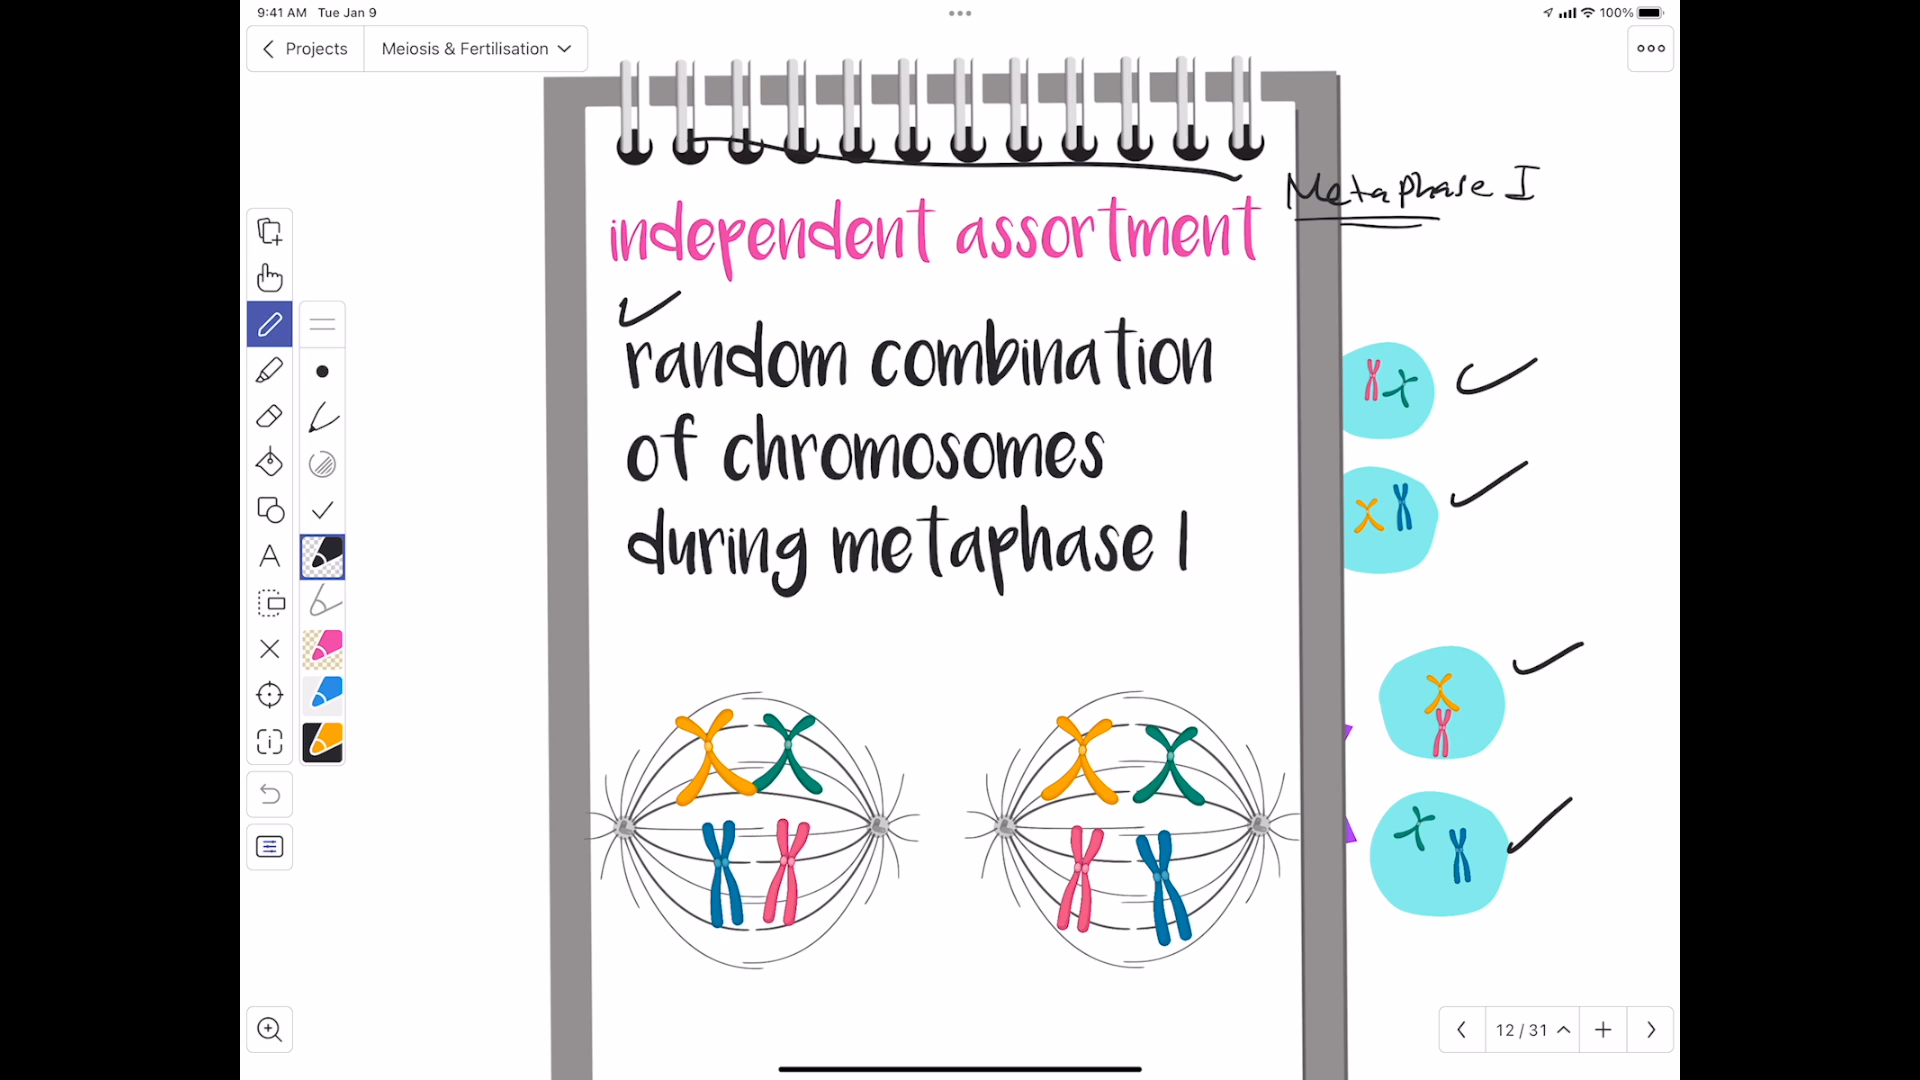 9:41 AM Tue Jan 9
100%
Projects
Meiosis & Fertilisation
Metaphase I
independent assortment
random combination
of chromosomes
during metaphase I
A
12 / 31